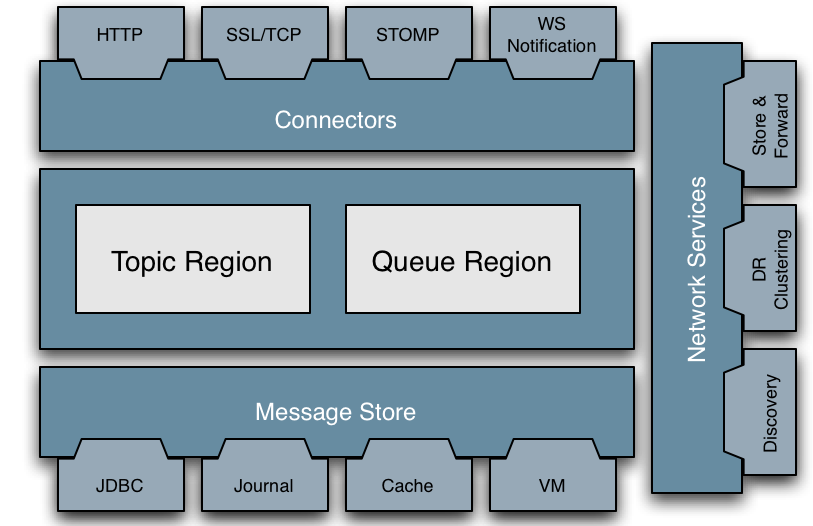 HTTP
SSL/TCP
STOMP
WS
Notification
Connectors
Topic Region
Queue Region
Message Store
JDBC
Journal
Cache
VM
Network Services
Store &
Forward
DR
Clustering
Discovery